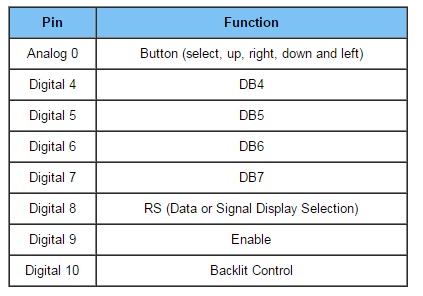 Pin Function
Analog 0 Button (select, up, right, down and left)
Digital 4 DB4
Digital 5 DB5
Digital 6 DB6
Digital 7 DB7
Digital 8 RS (Data or Signal Display Selection)
Digital 9 Enable
Digital 10 Backlit Control